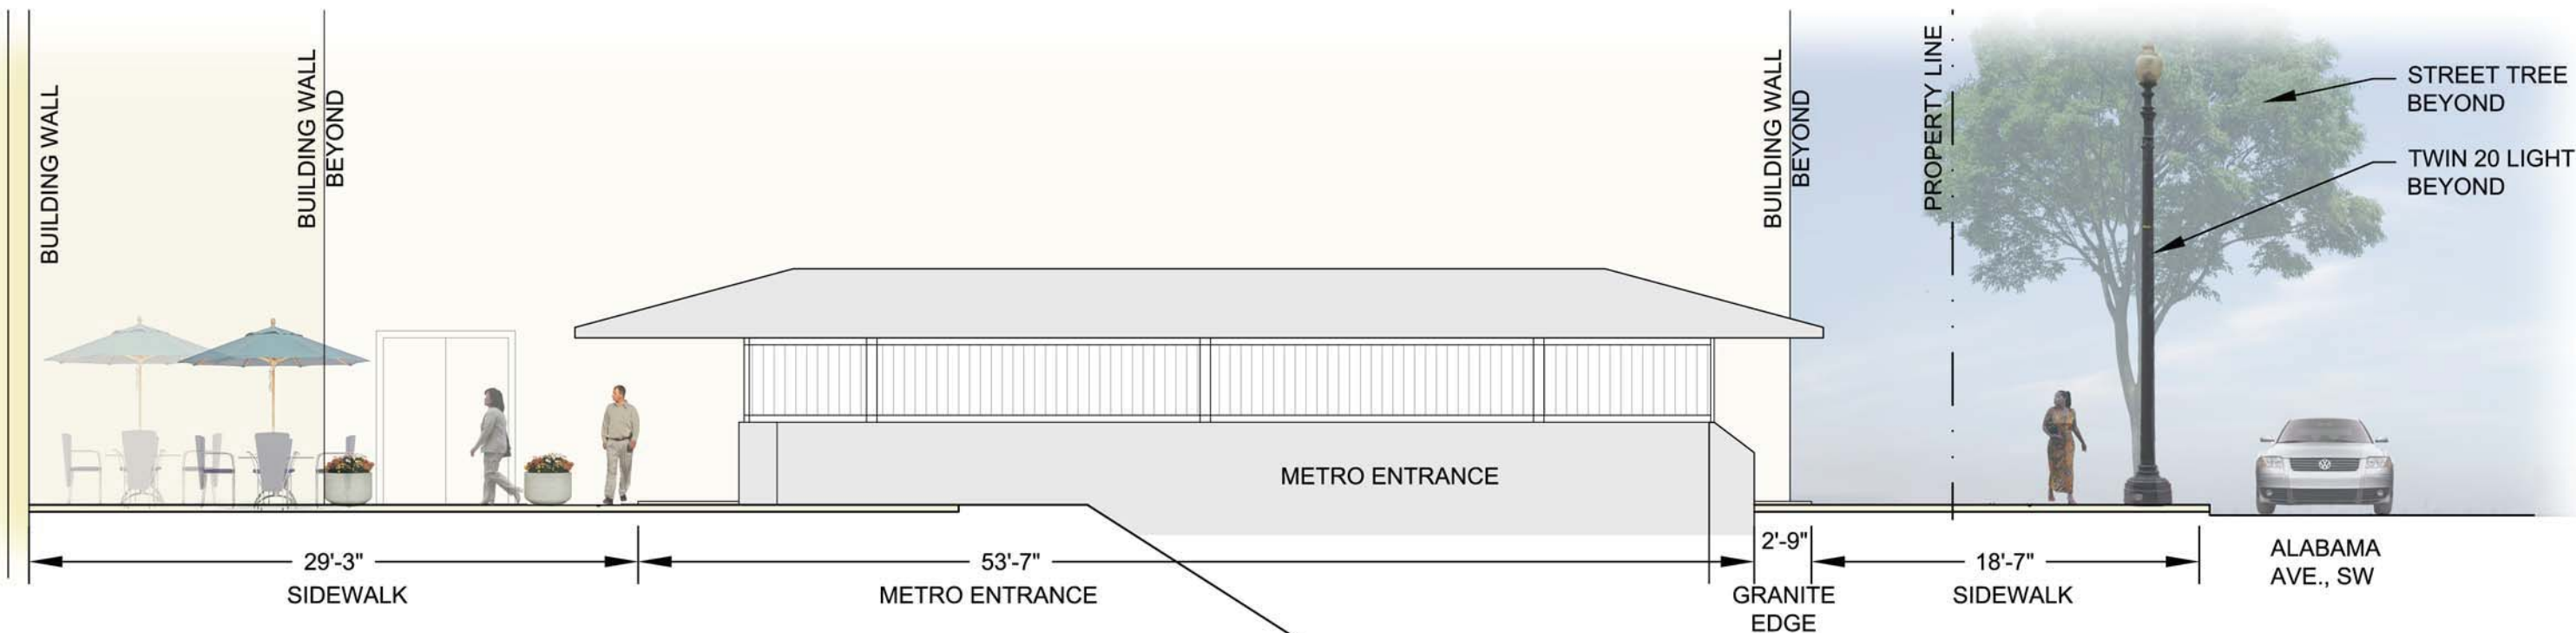 BUILDING WALL
BUILDING WALL
BEYOND
BUILDING WALL
BEYOND
PROPERTY LINE
STREET TREE
BEYOND
TWIN 20 LIGHT
BEYOND
METRO ENTRANCE
29'-3"
SIDEWALK
53'-7"
METRO ENTRANCE
2'-9"
GRANITE
EDGE
18'-7"
SIDEWALK
ALABAMA
AVE., SW